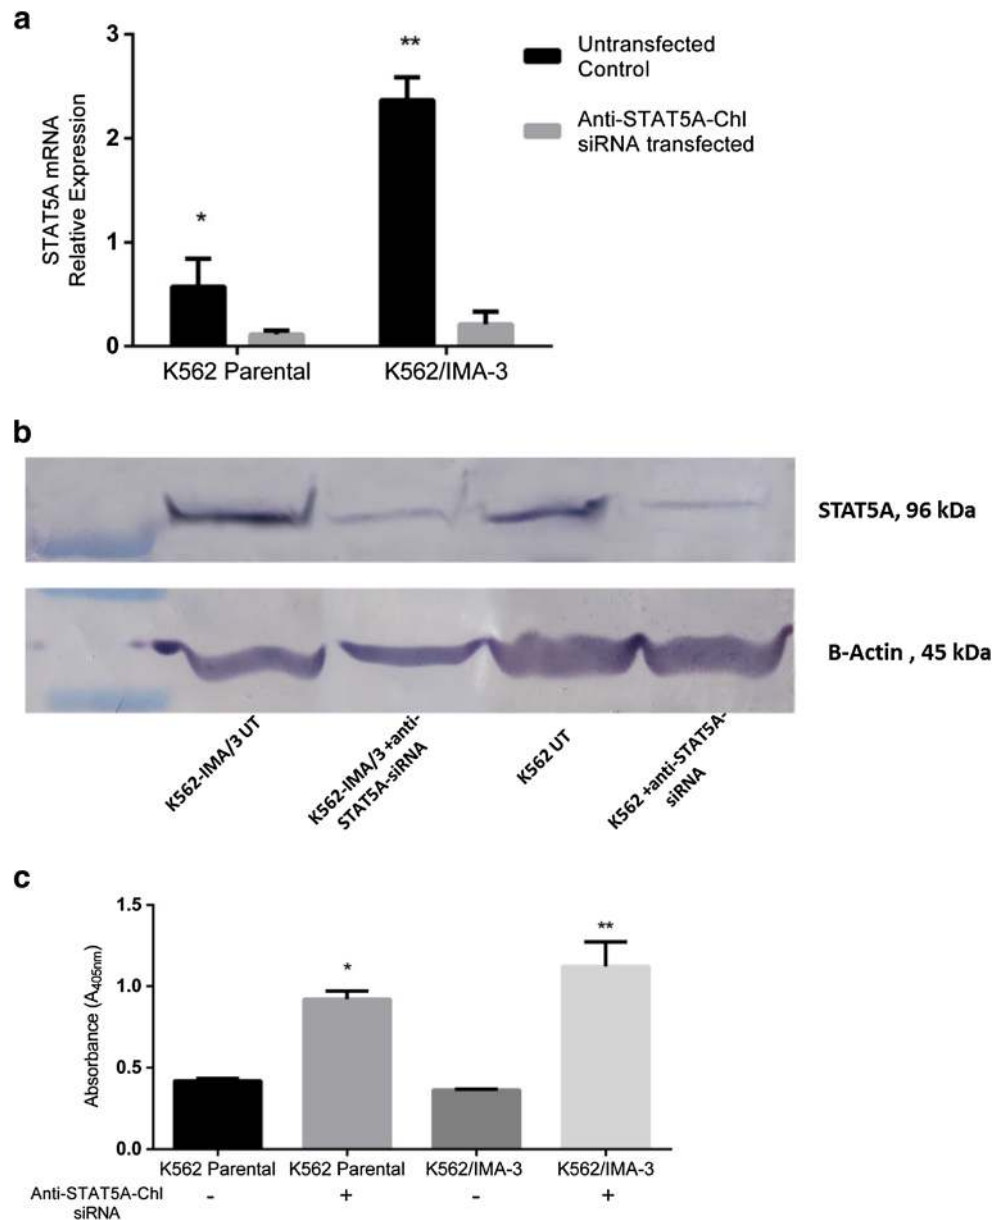 a
3
2
1
0
STAT5A mRNA
Relative Expression
*
**
K562 Parental
K562/IMA-3
Untransfected
Control
Anti-STAT5A-Chl
siRNA transfected
b
STAT5A, 96 kDa
B-Actin , 45 kDa
K562-IMA/3 UT
K562-IMA/3 +anti-
STAT5A-siRNA
K562 UT
K562 +anti-STAT5A-
siRNA
c
1.5
1.0
0.5
0.0
Absorbance (A405nm)
*
**
K562 Parental
K562 Parental
K562/IMA-3
K562/IMA-3
Anti-STAT5A-Chl
siRNA
- + - +